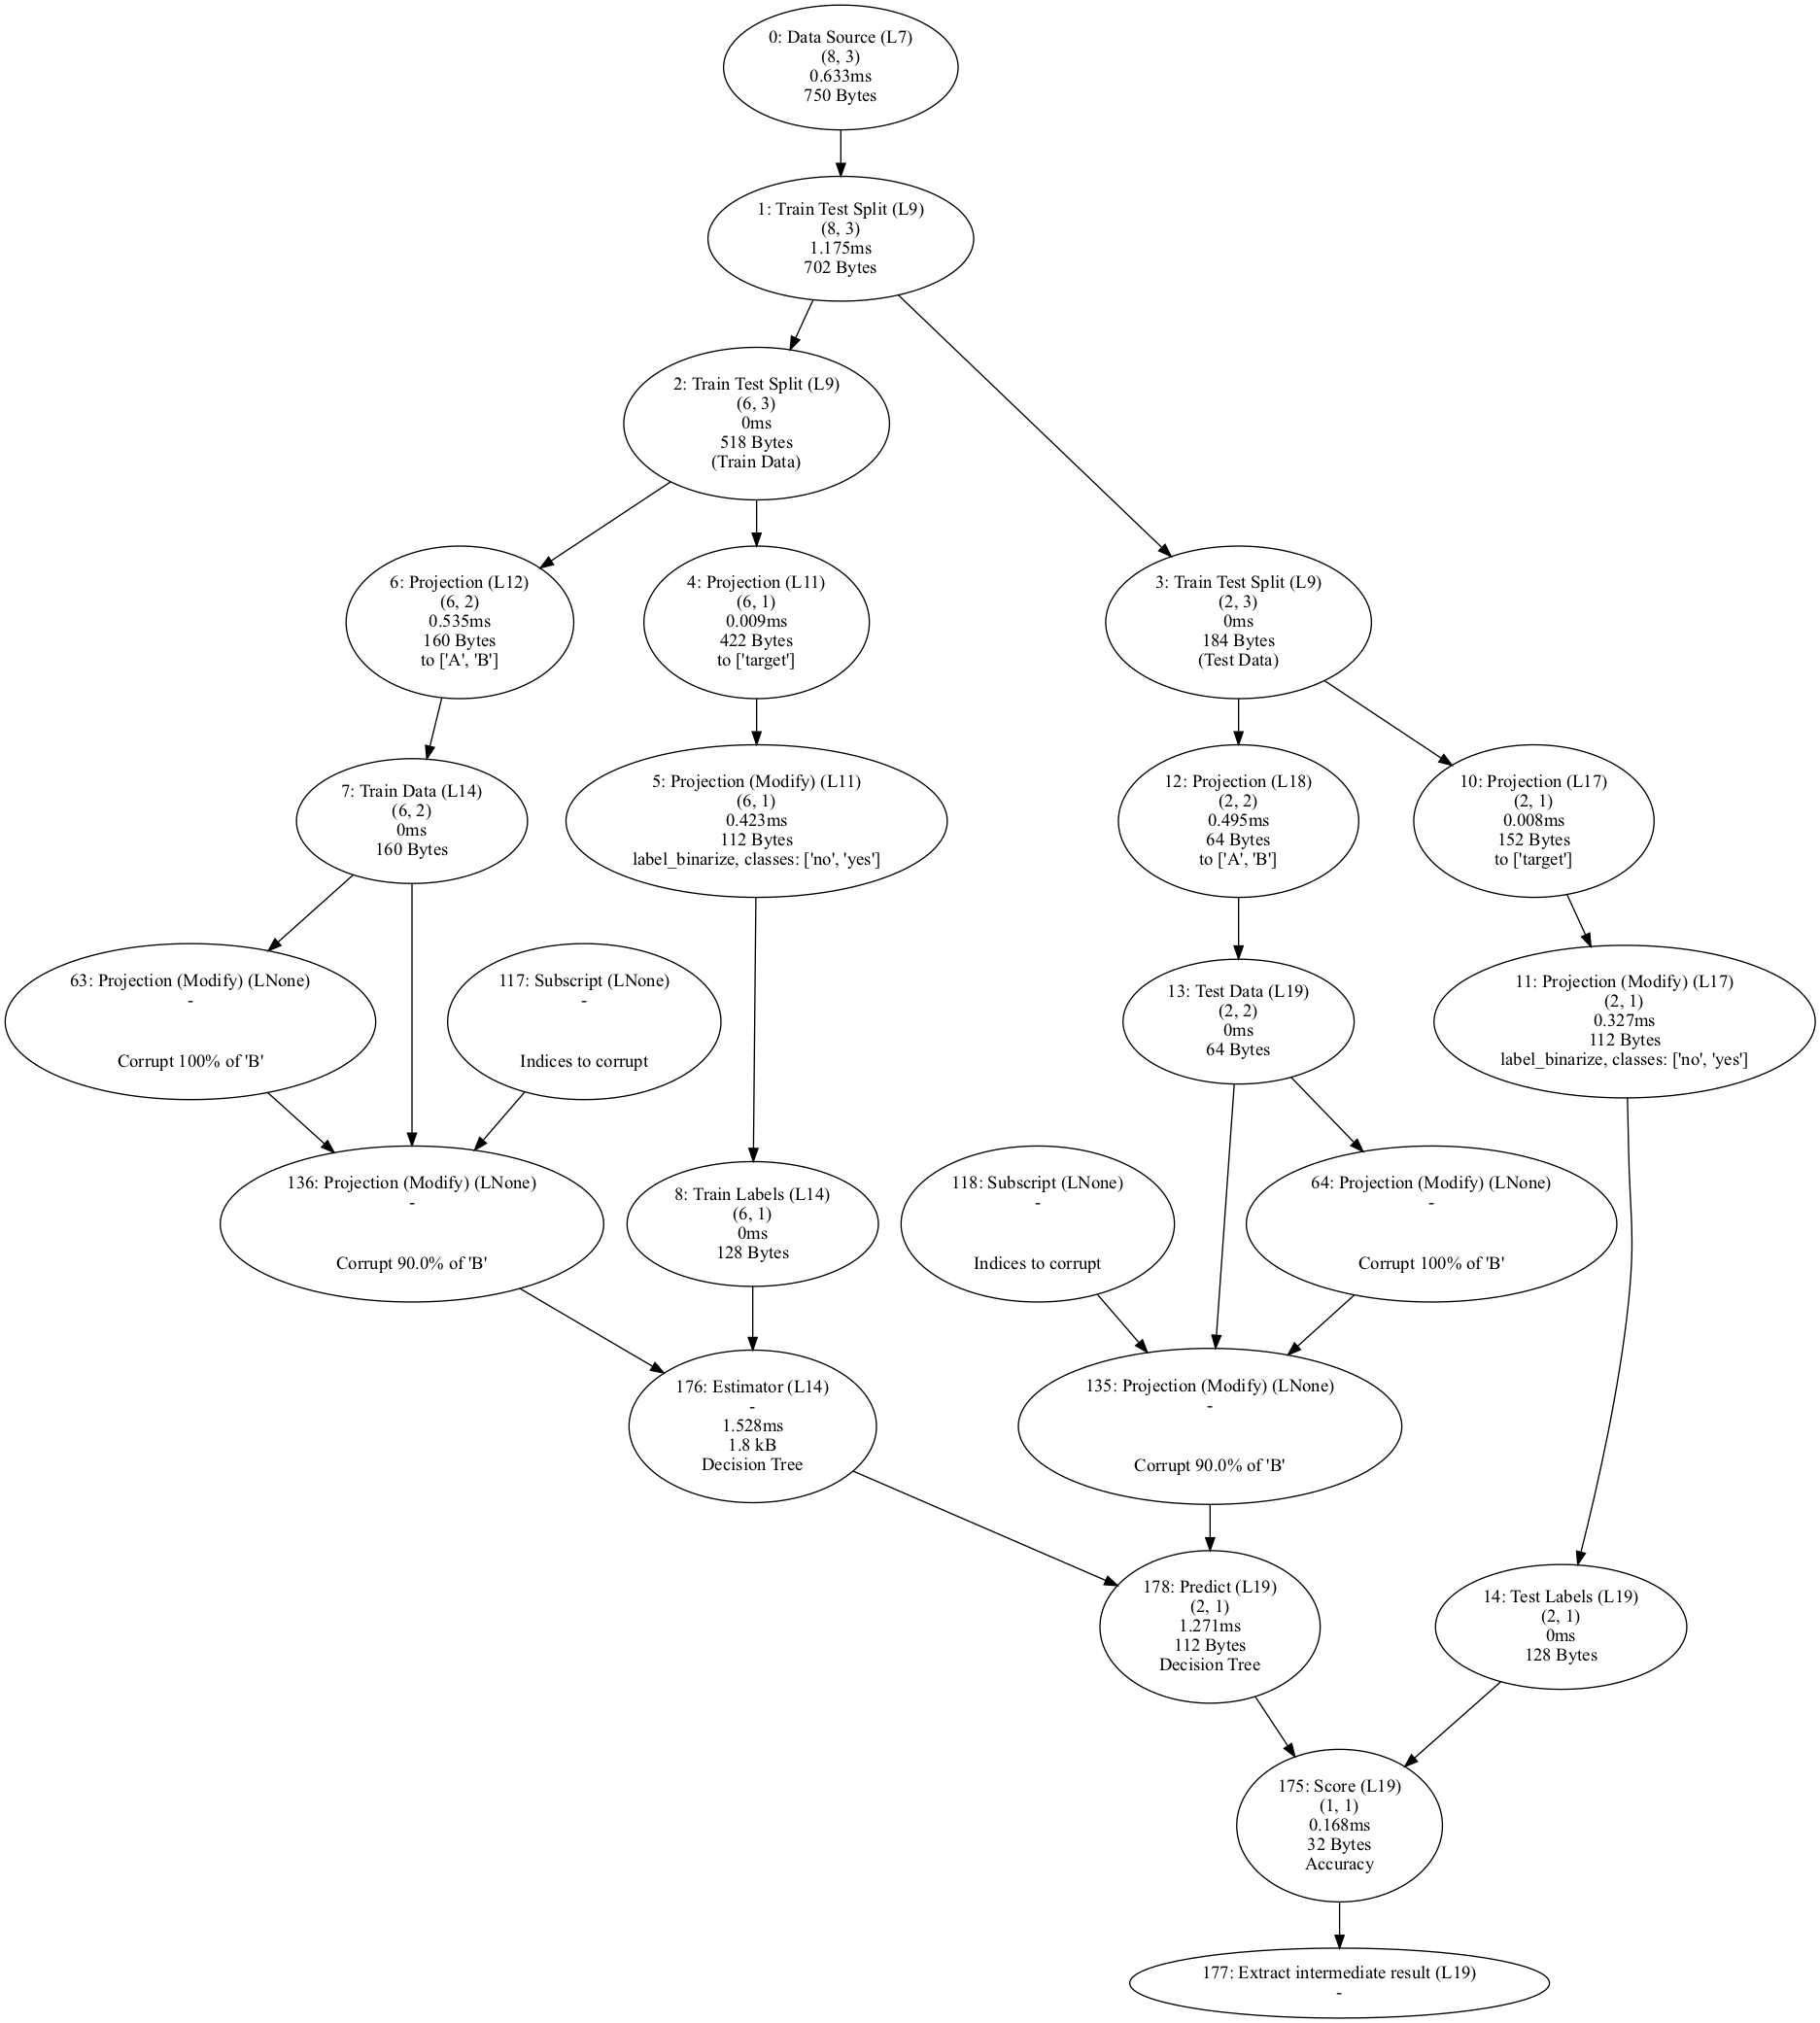 0: Data Source (L7)
(8, 3)
0.633ms
750 Bytes
1: Train Test Split (L9)
(8, 3)
1.175ms
702 Bytes
2: Train Test Split (L9)
(6, 3)
0ms
518 Bytes
(Train Data)
6: Projection (L12)
(6, 2)
0.535ms
160 Bytes
to ['A', 'B']
4: Projection (L11)
(6, 1)
0.009ms
422 Bytes
to ['target']
3: Train Test Split (L9)
(2, 3)
0ms
184 Bytes
(Test Data)
7: Train Data (L14)
(6, 2)
0ms
160 Bytes
5: Projection (Modify) (L11)
(6, 1)
0.423ms
112 Bytes
label_binarize, classes: ['no', 'yes']
12: Projection (L18)
(2, 2)
0.495ms
64 Bytes
to ['A', 'B']
10: Projection (L17)
(2, 1)
0.008ms
152 Bytes
to ['target']
63: Projection (Modify) (LNone)
-
Corrupt 100% of 'B'
117: Subscript (LNone)
-
Indices to corrupt
13: Test Data (L19)
(2, 2)
0ms
64 Bytes
11: Projection (Modify) (L17)
(2, 1)
0.327ms
112 Bytes
label_binarize, classes: ['no', 'yes']
136: Projection (Modify) (LNone)
-
Corrupt 90.0% of 'B'
8: Train Labels (L14)
(6, 1)
0ms
128 Bytes
118: Subscript (LNone)
-
Indices to corrupt
64: Projection (Modify) (LNone)
-
Corrupt 100% of 'B'
176: Estimator (L14)
-
1.528ms
1.8 kB
Decision Tree
135: Projection (Modify) (LNone)
-
Corrupt 90.0% of 'B'
178: Predict (L19)
(2, 1)
1.271ms
112 Bytes
Decision Tree
14: Test Labels (L19)
(2, 1)
0ms
128 Bytes
175: Score (L19)
(1, 1)
0.168ms
32 Bytes
Accuracy
177: Extract intermediate result (L19)
-